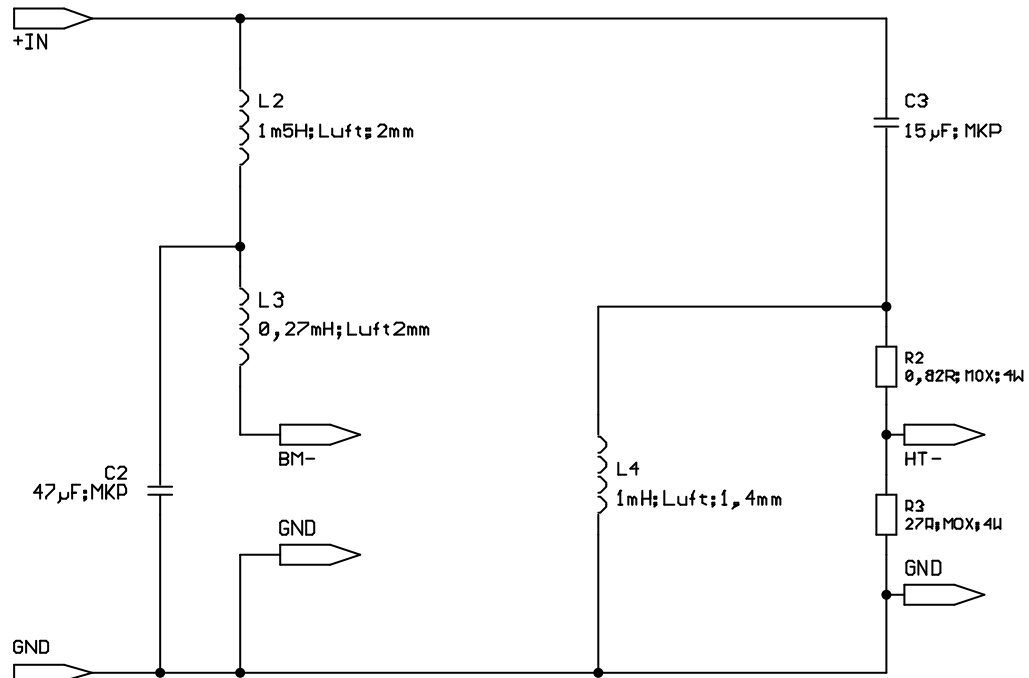 +IN
L2
1m5H;Luft;2mm
C3
15µF;MKP
L3
0,27mH;Luft2mm
R2
0,82R;MOX;4W
BM-
HT-
C2
47µF;MKP
L4
1mH;Luft;1,4mm
R3
27R;MOX;4W
GND
GND
GND